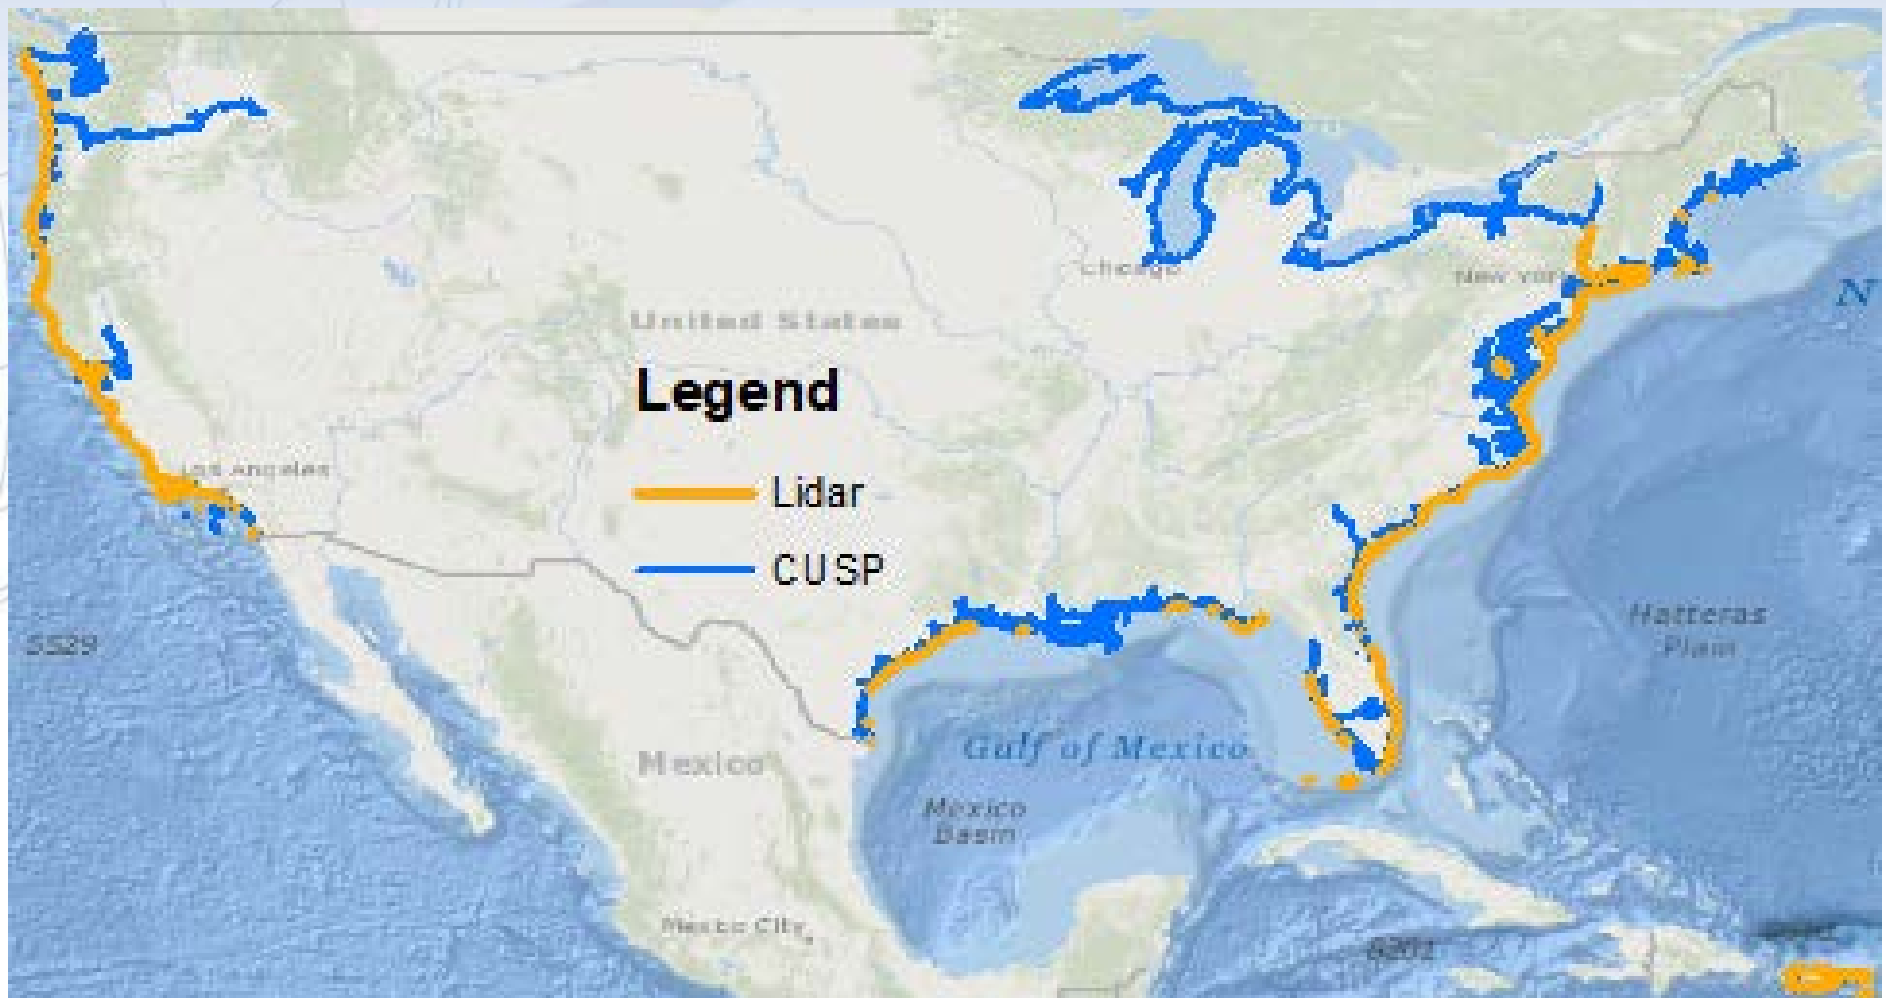 Chicago
New York
N
United States
Legend
Los Angeles
Lidar
CUSP
Hatteras
Plain
5529
Gulf of Mexico
Mexico
Mexico
Basin
Mexico City